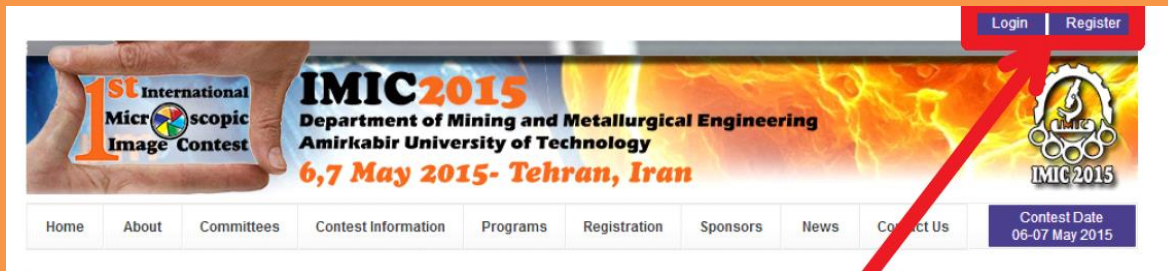 Login Register
1st International
Microscopic
Image Contest
IMIC2015
Department of Mining and Metallurgical Engineering
Amirkabir University of Technology
6,7 May 2015- Tehran, Iran
IMIC
IMIC 2015
Home About Committees Contest Information Programs Registration Sponsors News Contact Us
Contest Date
06-07 May 2015